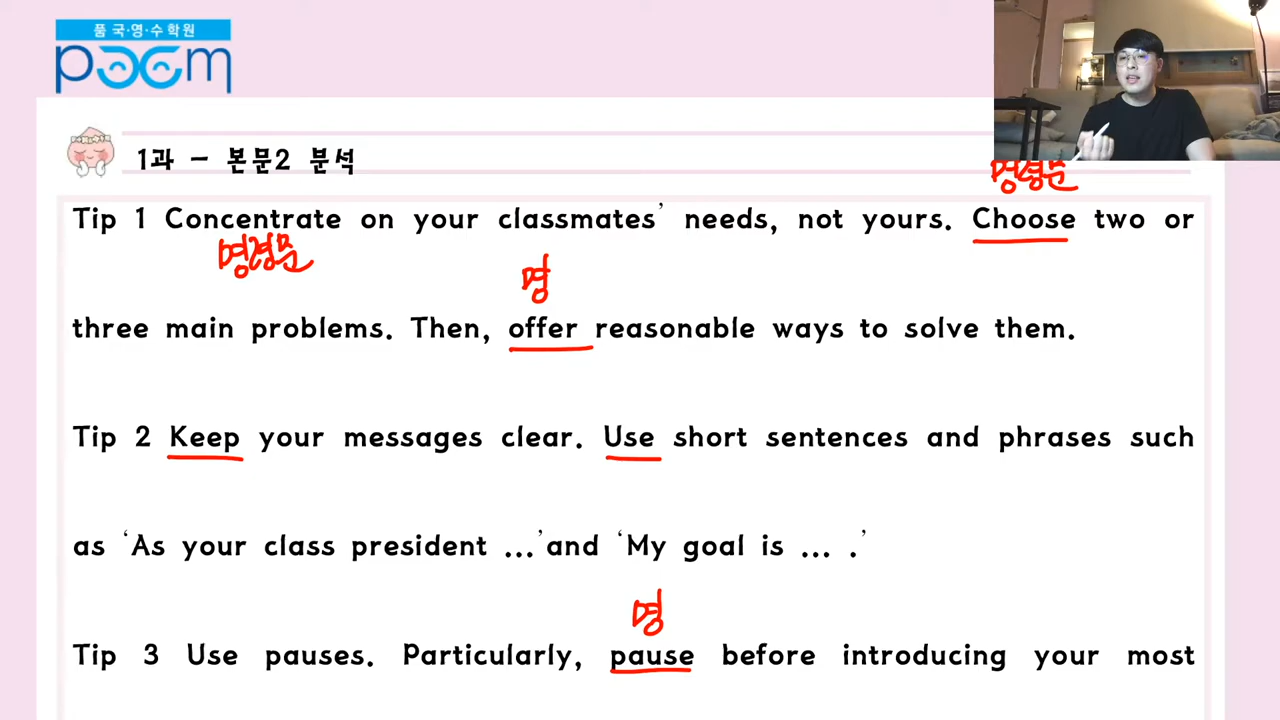 품 국·영·수 학원
poem
1과 - 본문2 분석
명령문
Tip 1 Concentrate on your classmates’ needs, not yours. Choose two or
명령문
명
three main problems. Then, offer reasonable ways to solve them.
Tip 2 Keep your messages clear. Use short sentences and phrases such
as ‘As your class president ...’and ‘My goal is ... .’
명
Tip 3 Use pauses. Particularly, pause before introducing your most